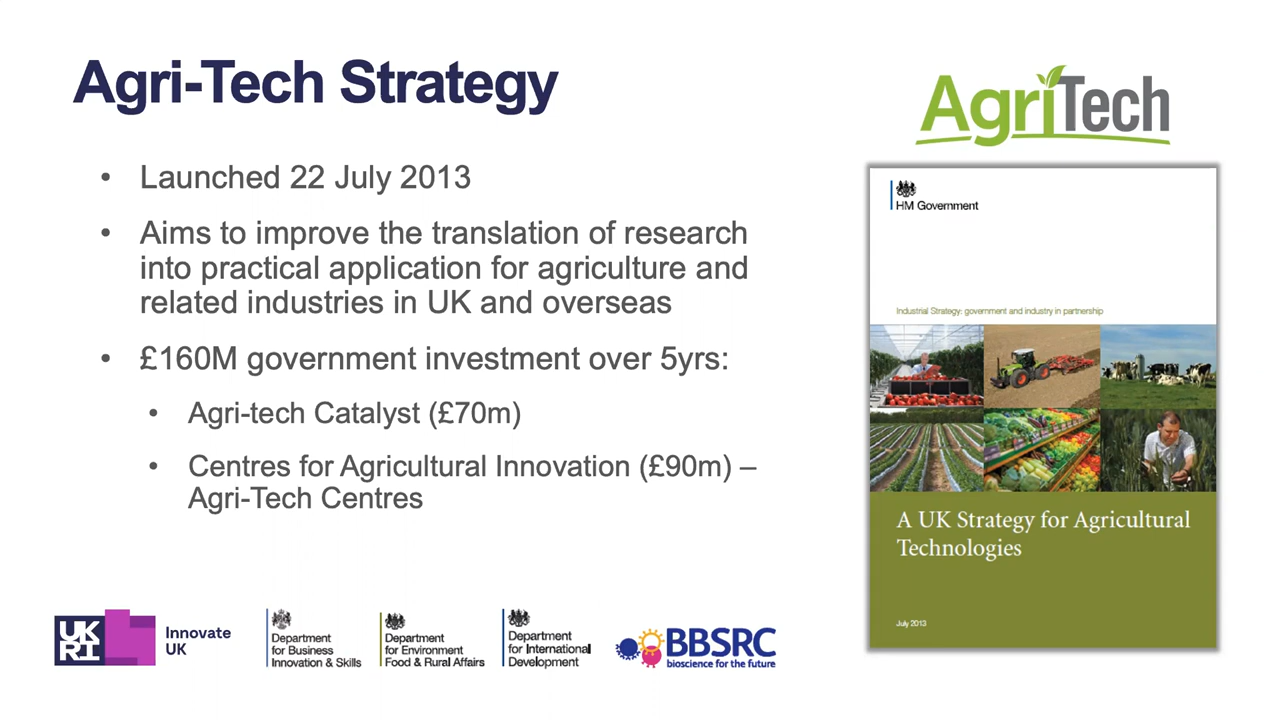 Agri-Tech Strategy
• Launched 22 July 2013
• Aims to improve the translation of research
into practical application for agriculture and
related industries in UK and overseas
• £160M government investment over 5yrs:
• Agri-tech Catalyst (£70m)
• Centres for Agricultural Innovation (£90m) –
Agri-Tech Centres
AgriTech
HM Government
Industrial Strategy: government and industry in partnership
A UK Strategy for Agricultural
Technologies
July 2013
UK
RI
Innovate
UK
Department
for Business
Innovation & Skills
Department
for Environment
Food & Rural Affairs
Department
for International
Development
BBSRC
bioscience for the future